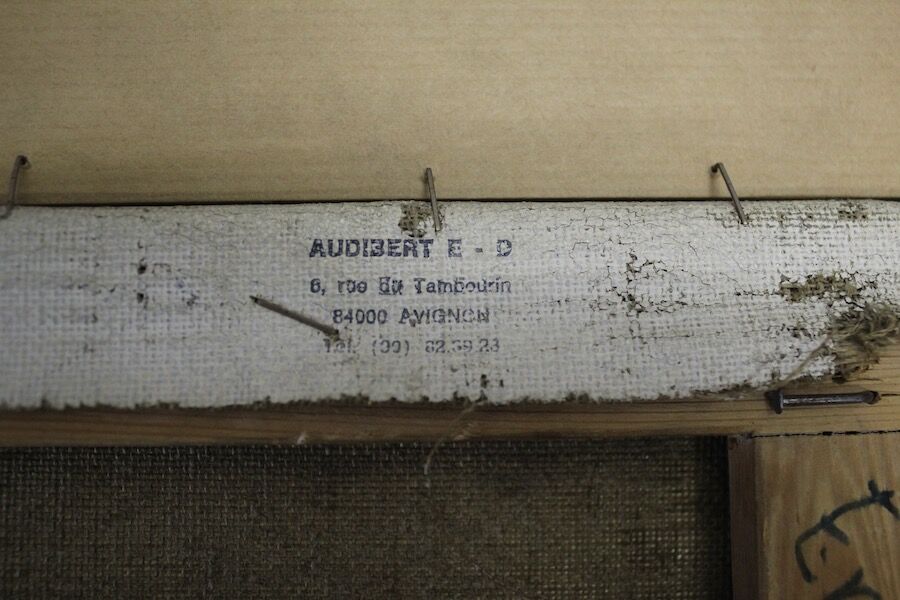 AUDIBERT E - D
6, rue Du Tambourin
84000 AVIGNON
Tél. (90) 82.39.23